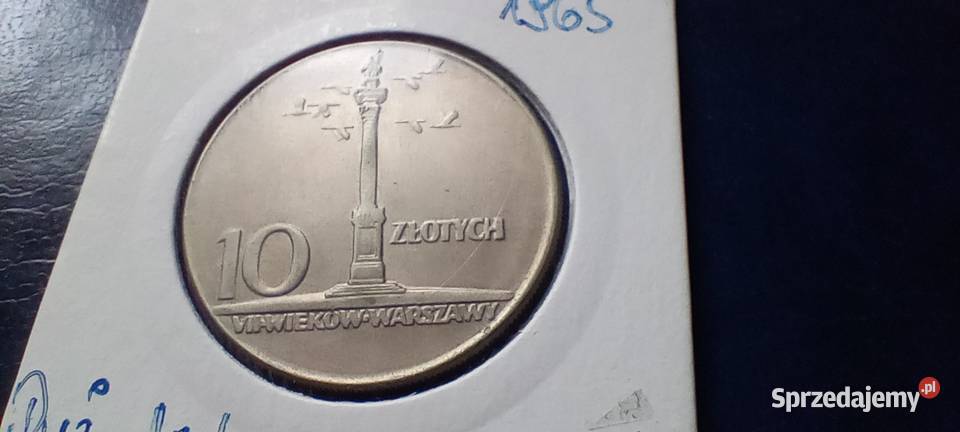 1965
10 ZŁOTYCH
VII·WIEKÓW·WARSZAWY
Sprzedajemy.pl